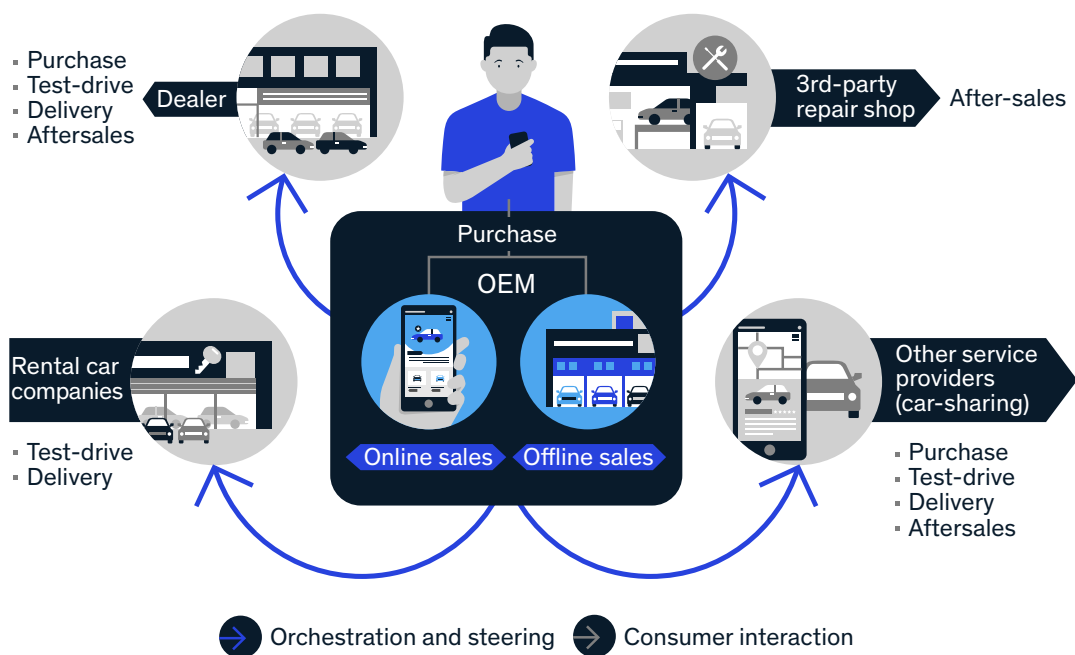 ▪ Purchase
▪ Test-drive
▪ Delivery
▪ Aftersales
Dealer
3rd-party
repair shop
After-sales
Purchase
OEM
Online sales
Offline sales
Rental car
companies
▪ Test-drive
▪ Delivery
Other service
providers
(car-sharing)
▪ Purchase
▪ Test-drive
▪ Delivery
▪ Aftersales
Orchestration and steering
Consumer interaction